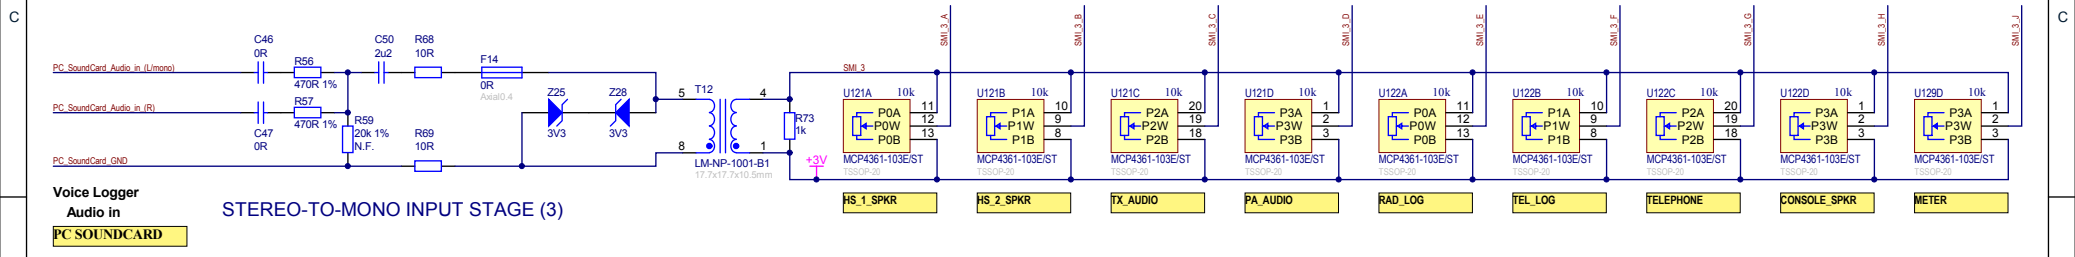 C
C
C46
0R
R56
470R 1%
C50
2u2
R68
10R
F14
0R
Axial0.4
PC_SoundCard_Audio_in_(L/mono)
PC_SoundCard_Audio_in_(R)
R57
470R 1%
C47
0R
R59
20k 1%
N.F.
R69
10R
PC_SoundCard_GND
Z25
3V3
Z28
3V3
T12
5
4
8
1
LM-NP-1001-B1
17.7x17.7x10.5mm
R73
1k
+3V
SMI_3
SMI_3_A
SMI_3_B
SMI_3_C
SMI_3_D
SMI_3_E
SMI_3_F
SMI_3_G
SMI_3_H
SMI_3_J
U121A 10k
P0A 11
P0W 12
P0B 13
MCP4361-103E/ST
TSSOP-20
HS_1_SPKR
U121B 10k
P1A 10
P1W 9
P1B 8
MCP4361-103E/ST
TSSOP-20
HS_2_SPKR
U121C 10k
P2A 20
P2W 19
P2B 18
MCP4361-103E/ST
TSSOP-20
TX_AUDIO
U121D 10k
P3A 1
P3W 2
P3B 3
MCP4361-103E/ST
TSSOP-20
PA_AUDIO
U122A 10k
P0A 11
P0W 12
P0B 13
MCP4361-103E/ST
TSSOP-20
RAD_LOG
U122B 10k
P1A 10
P1W 9
P1B 8
MCP4361-103E/ST
TSSOP-20
TEL_LOG
U122C 10k
P2A 20
P2W 19
P2B 18
MCP4361-103E/ST
TSSOP-20
TELEPHONE
U122D 10k
P3A 1
P3W 2
P3B 3
MCP4361-103E/ST
TSSOP-20
CONSOLE_SPKR
U129D 10k
P3A 1
P3W 2
P3B 3
MCP4361-103E/ST
TSSOP-20
METER
Voice Logger
Audio in
PC SOUNDCARD
STEREO-TO-MONO INPUT STAGE (3)